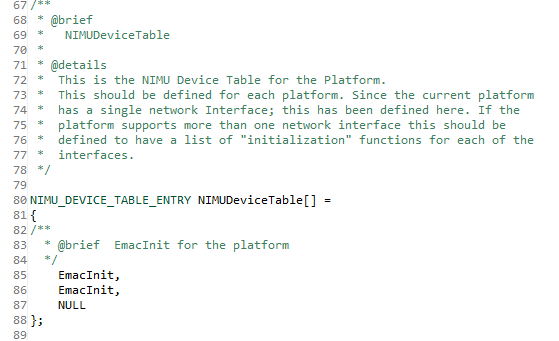 67 /**
68  * @brief
69  *   NIMUDeviceTable
70  *
71  * @details
72  *  This is the NIMU Device Table for the Platform.
73  *  This should be defined for each platform. Since the current platform
74  *  has a single network Interface; this has been defined here. If the
75  *  platform supports more than one network interface this should be
76  *  defined to have a list of "initialization" functions for each of the
77  *  interfaces.
78  */
79
80 NIMU_DEVICE_TABLE_ENTRY NIMUDeviceTable[] =
81 {
82 /**
83   * @brief  EmacInit for the platform
84   */
85     EmacInit,
86     EmacInit,
87     NULL
88 };
89